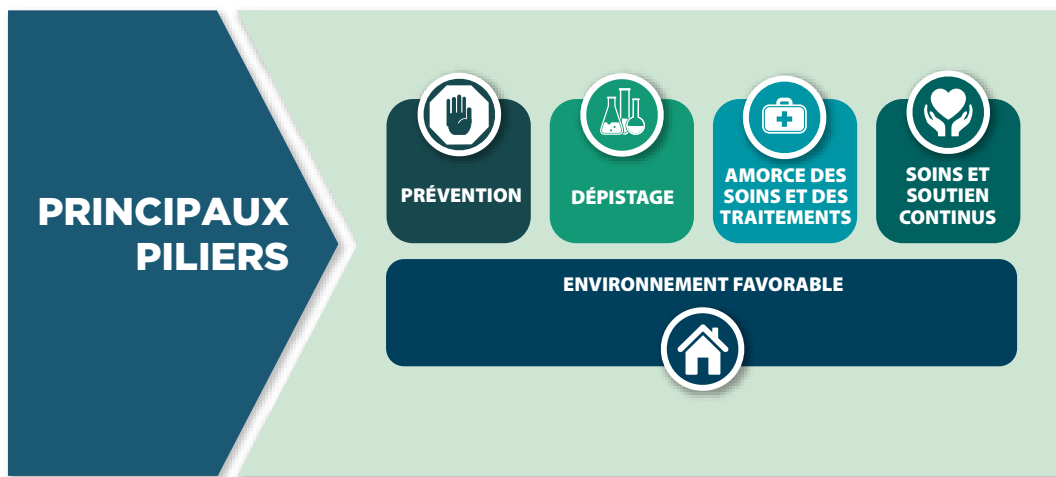 PRINCIPAUX
PILIERS
PRÉVENTION
DÉPISTAGE
AMORCE DES
SOINS ET DES
TRAITEMENTS
SOINS ET
SOUTIEN
CONTINUS
ENVIRONNEMENT FAVORABLE